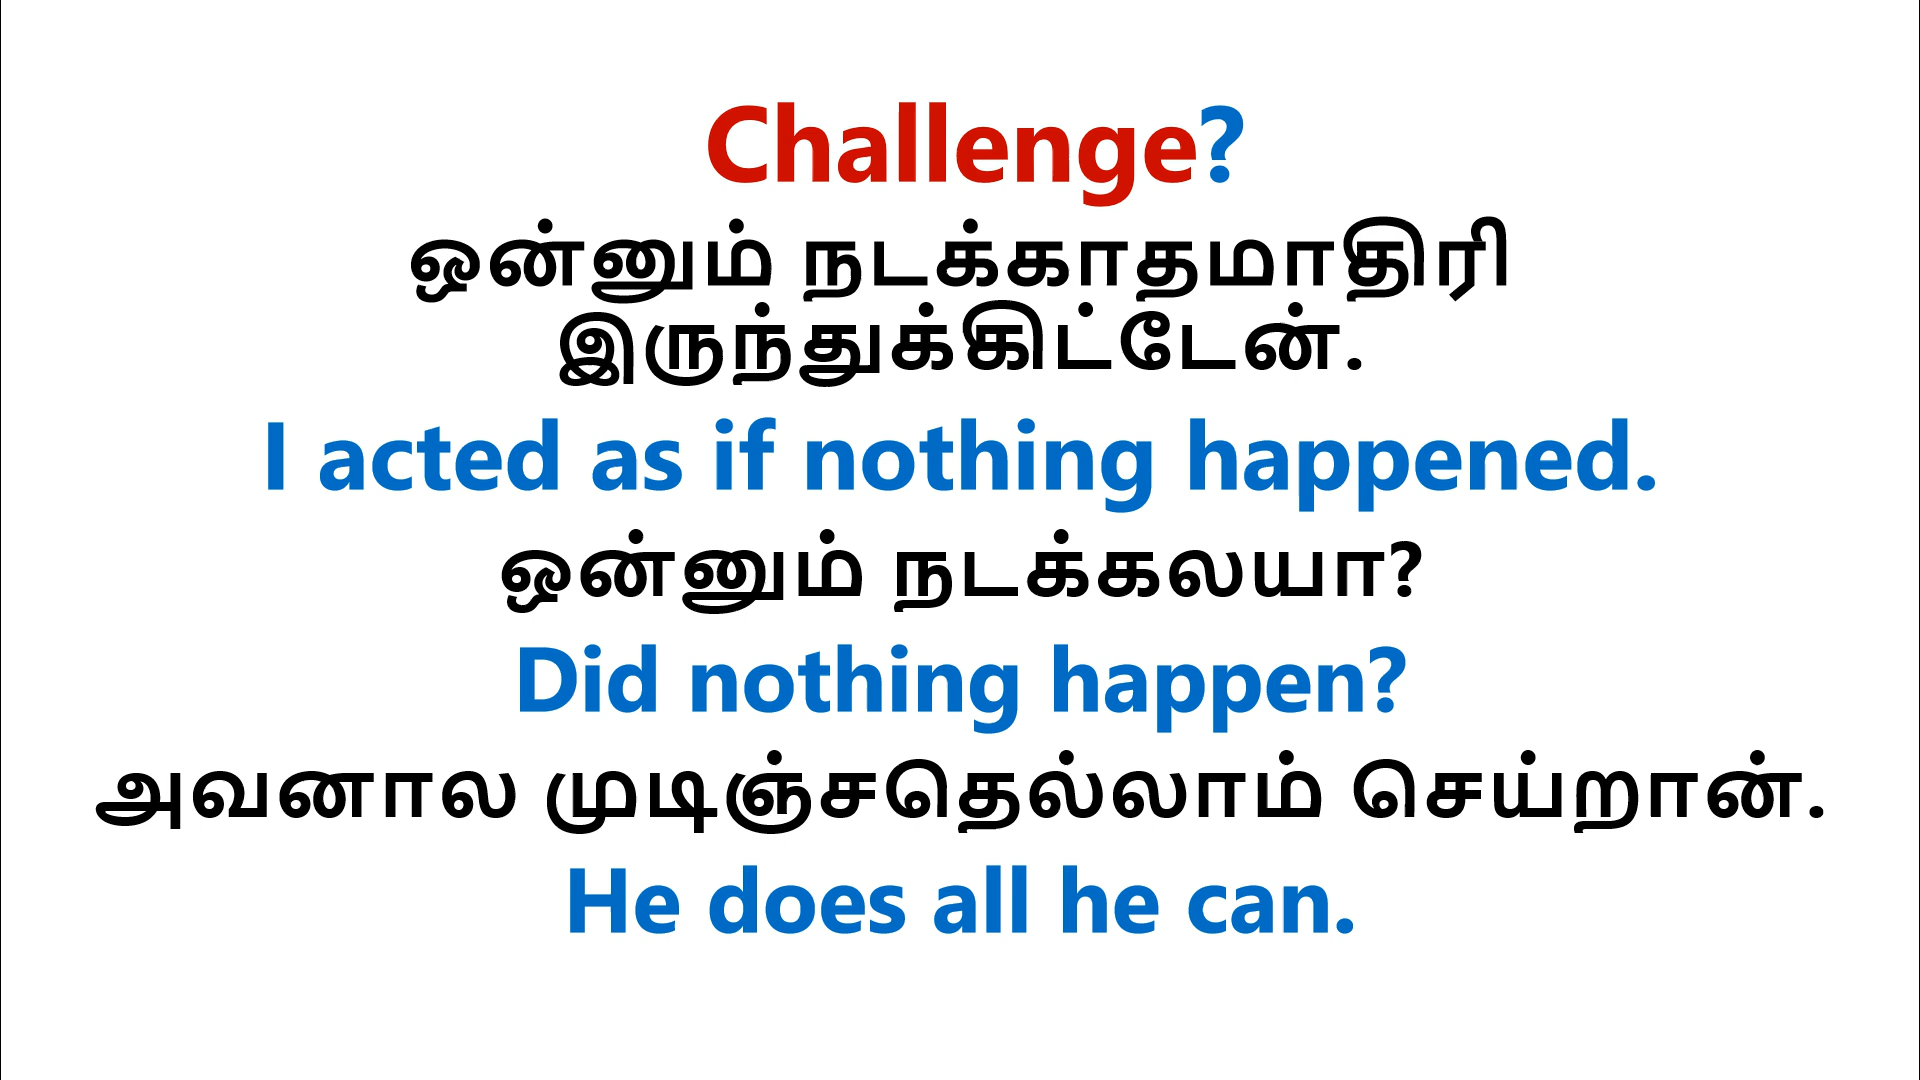 Challenge?
ஒன்னும் நடக்காதமாதிரி
இருந்துக்கிட்டேன்.
I acted as if nothing happened.
ஒன்னும் நடக்கலயா?
Did nothing happen?
அவனால முடிஞ்சதெல்லாம் செய்றான்.
He does all he can.